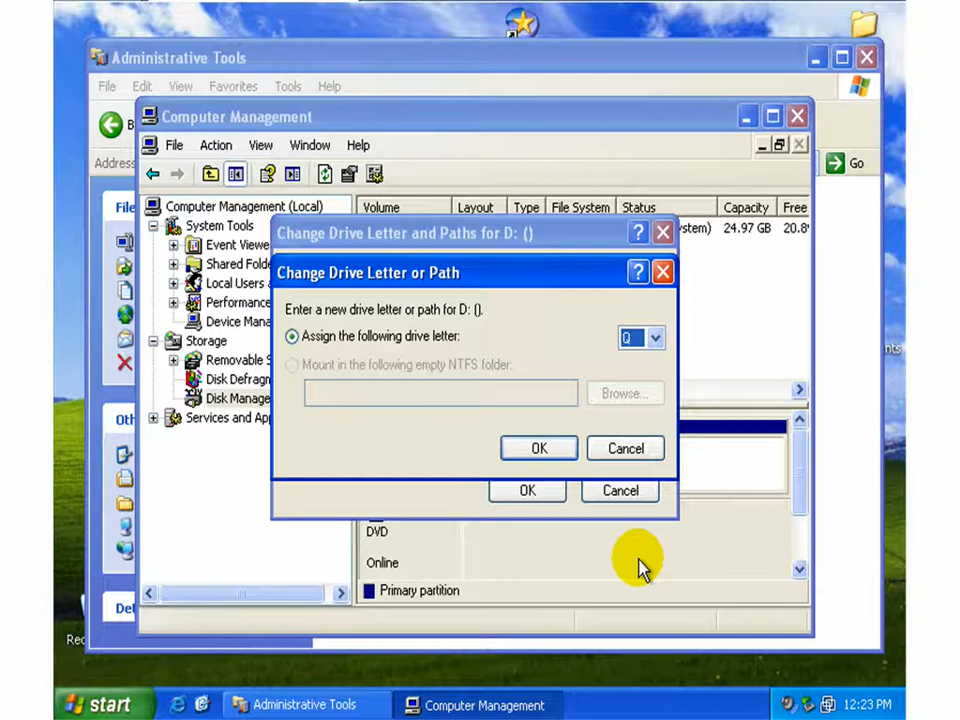 Administrative Tools
File Edit View Favorites Tools Help
Computer Management
File Action View Window Help
Address
Go
Computer Management (Local)
System Tools
Event Viewe
Shared Folde
Local Users a
Performance
Device Mana
Storage
Removable S
Disk Defragn
Disk Manage
Services and App
Volume Layout Type File System Status Capacity Free
24.97 GB 20.8
Change Drive Letter and Paths for D: ()
Change Drive Letter or Path
Enter a new drive letter or path for D: ().
Assign the following drive letter:
Q
Mount in the following empty NTFS folder:
Browse...
OK Cancel
OK Cancel
DVD
Online
Primary partition
start
Administrative Tools
Computer Management
12:23 PM